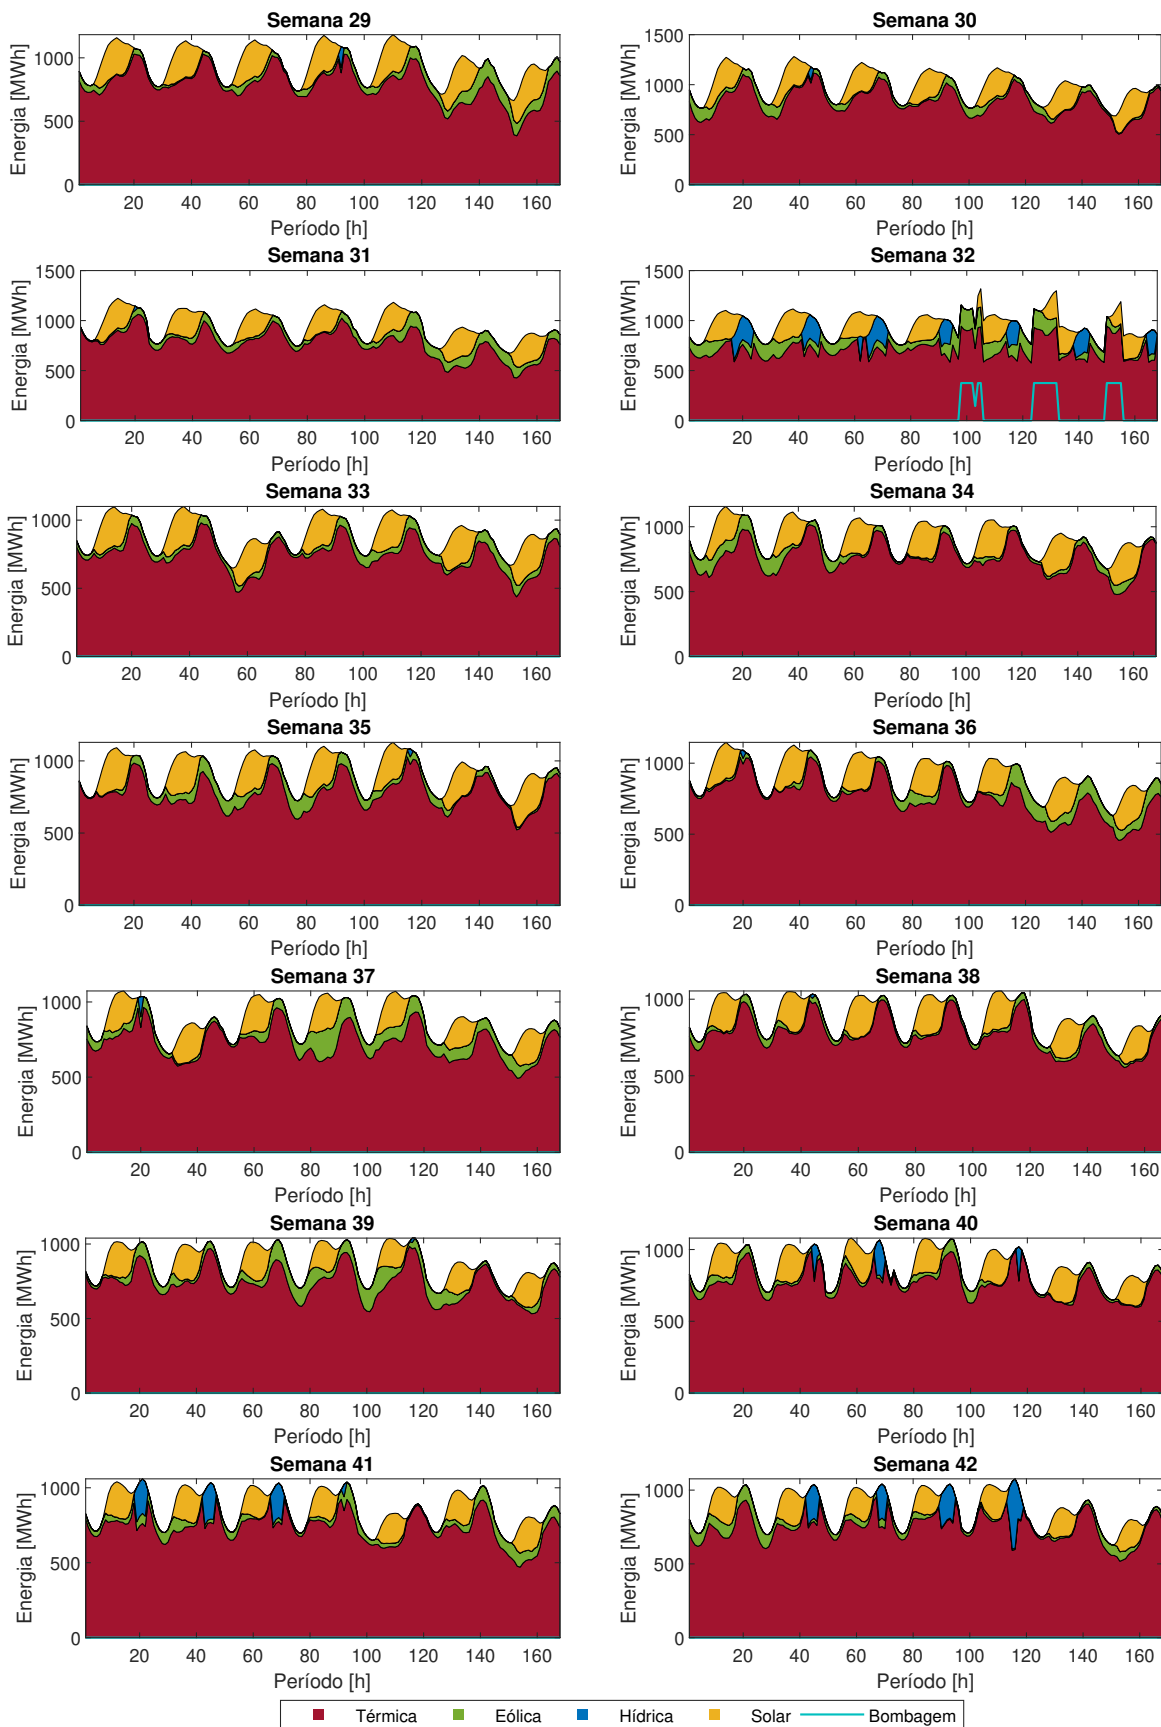 Semana 29
Energia [MWh]
1000
500
0
20 40 60 80 100 120 140 160
Período [h]
Semana 30
Energia [MWh]
1500
1000
500
0
20 40 60 80 100 120 140 160
Período [h]
Semana 31
Energia [MWh]
1500
1000
500
0
20 40 60 80 100 120 140 160
Período [h]
Semana 32
Energia [MWh]
1500
1000
500
0
20 40 60 80 100 120 140 160
Período [h]
Semana 33
Energia [MWh]
1000
500
0
20 40 60 80 100 120 140 160
Período [h]
Semana 34
Energia [MWh]
1000
500
0
20 40 60 80 100 120 140 160
Período [h]
Semana 35
Energia [MWh]
1000
500
0
20 40 60 80 100 120 140 160
Período [h]
Semana 36
Energia [MWh]
1000
500
0
20 40 60 80 100 120 140 160
Período [h]
Semana 37
Energia [MWh]
1000
500
0
20 40 60 80 100 120 140 160
Período [h]
Semana 38
Energia [MWh]
1000
500
0
20 40 60 80 100 120 140 160
Período [h]
Semana 39
Energia [MWh]
1000
500
0
20 40 60 80 100 120 140 160
Período [h]
Semana 40
Energia [MWh]
1000
500
0
20 40 60 80 100 120 140 160
Período [h]
Semana 41
Energia [MWh]
1000
500
0
20 40 60 80 100 120 140 160
Período [h]
Semana 42
Energia [MWh]
1000
500
0
20 40 60 80 100 120 140 160
Período [h]
Térmica Eólica Hídrica Solar Bombagem